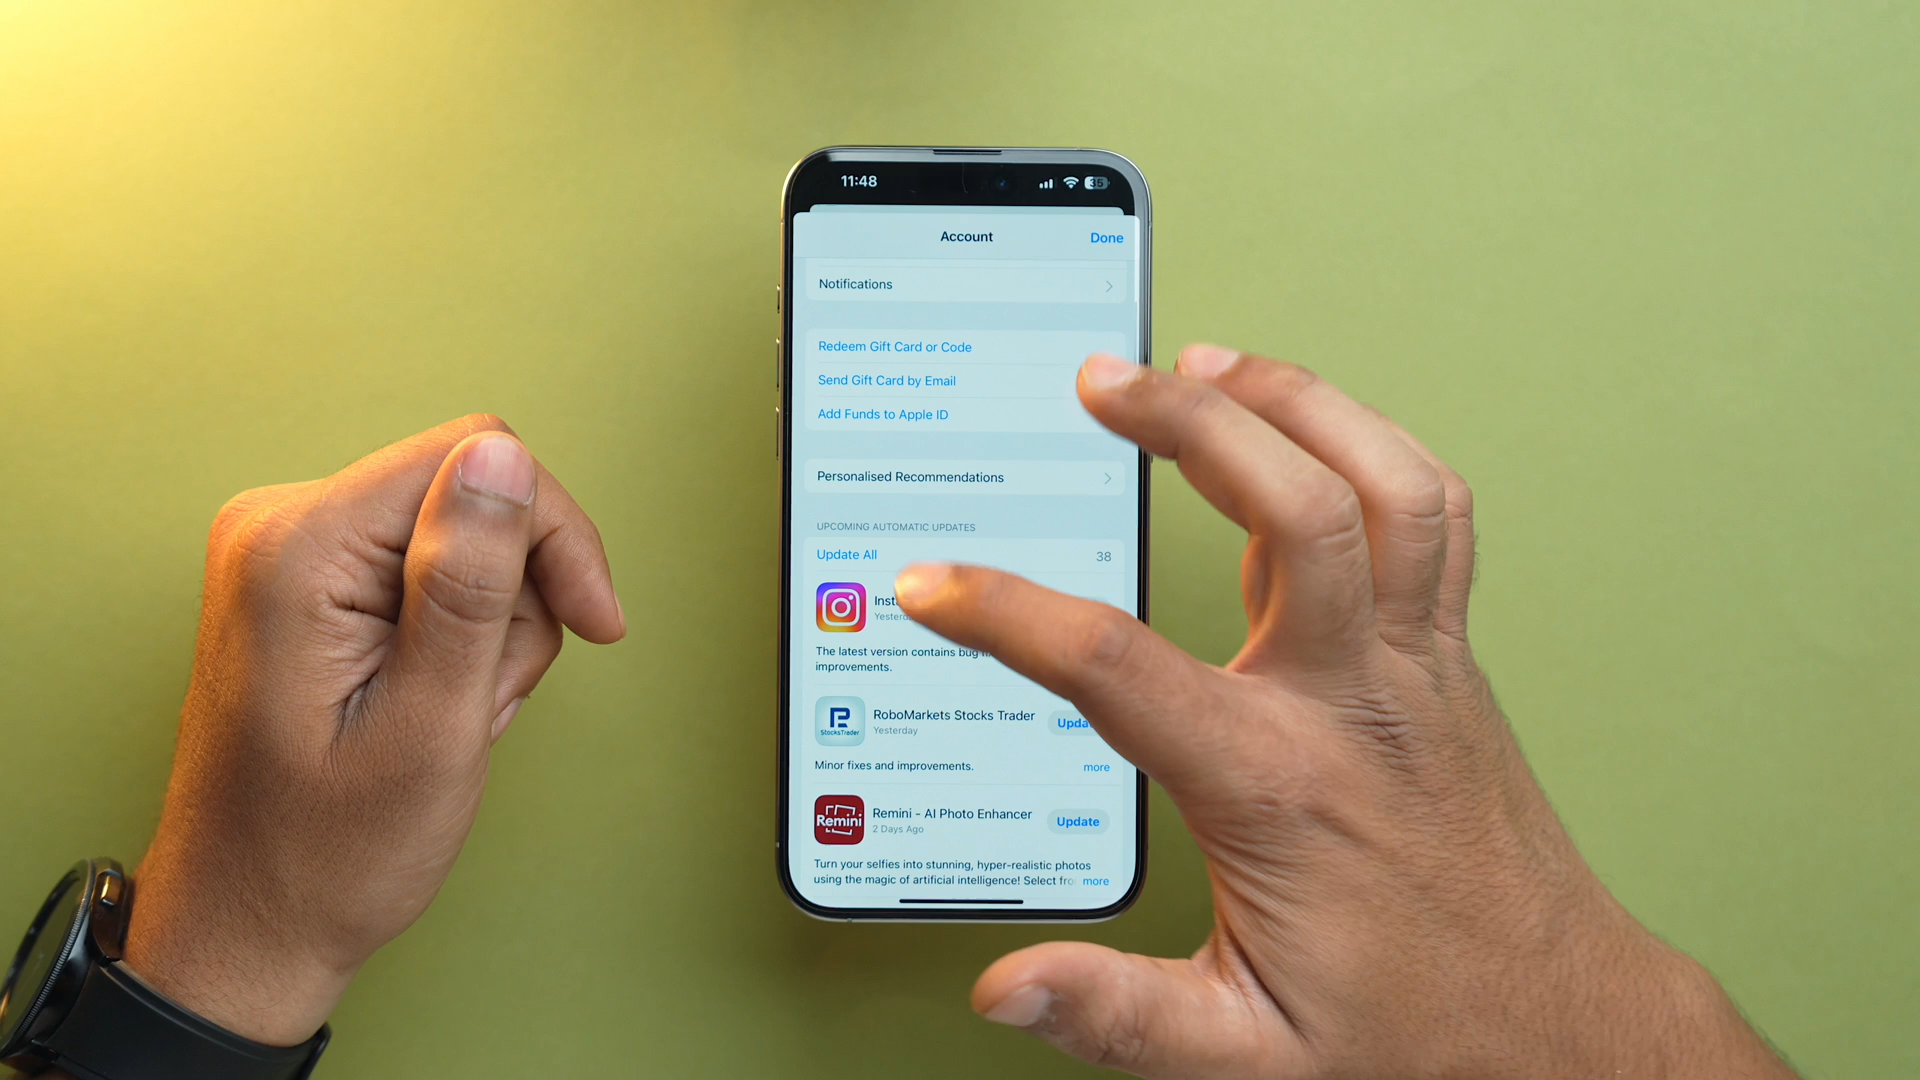 11:48
35
Account
Done
Notifications
Redeem Gift Card or Code
Send Gift Card by Email
Add Funds to Apple ID
Personalised Recommendations
UPCOMING AUTOMATIC UPDATES
Update All
38
The latest version contains bug
improvements.
RoboMarkets Stocks Trader
Yesterday
StocksTrader
Minor fixes and improvements.
more
Remini
Remini - AI Photo Enhancer
2 Days Ago
Update
Turn your selfies into stunning, hyper-realistic photos
using the magic of artificial intelligence! Select
more